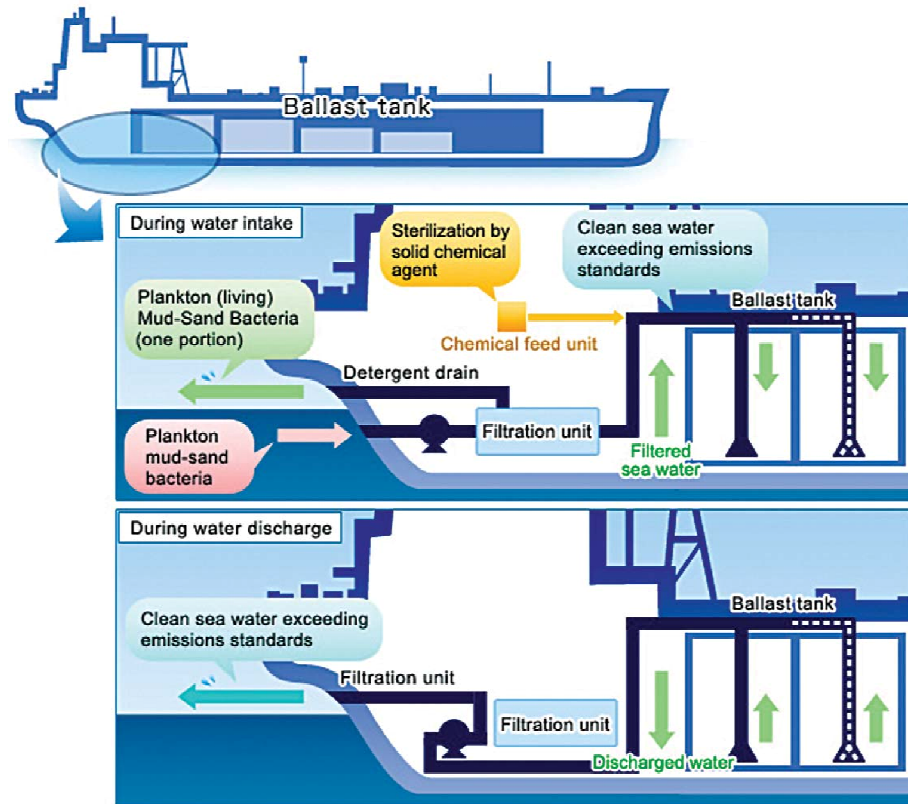 Ballast tank
During water intake
Sterilization by
solid chemical
agent
Clean sea water
exceeding emissions
standards
Plankton (living)
Mud-Sand Bacteria
(one portion)
Ballast tank
Chemical feed unit
Detergent drain
Plankton
mud-sand
bacteria
Filtration unit
Filtered
sea water
During water discharge
Clean sea water exceeding
emissions standards
Ballast tank
Filtration unit
Filtration unit
Discharged water